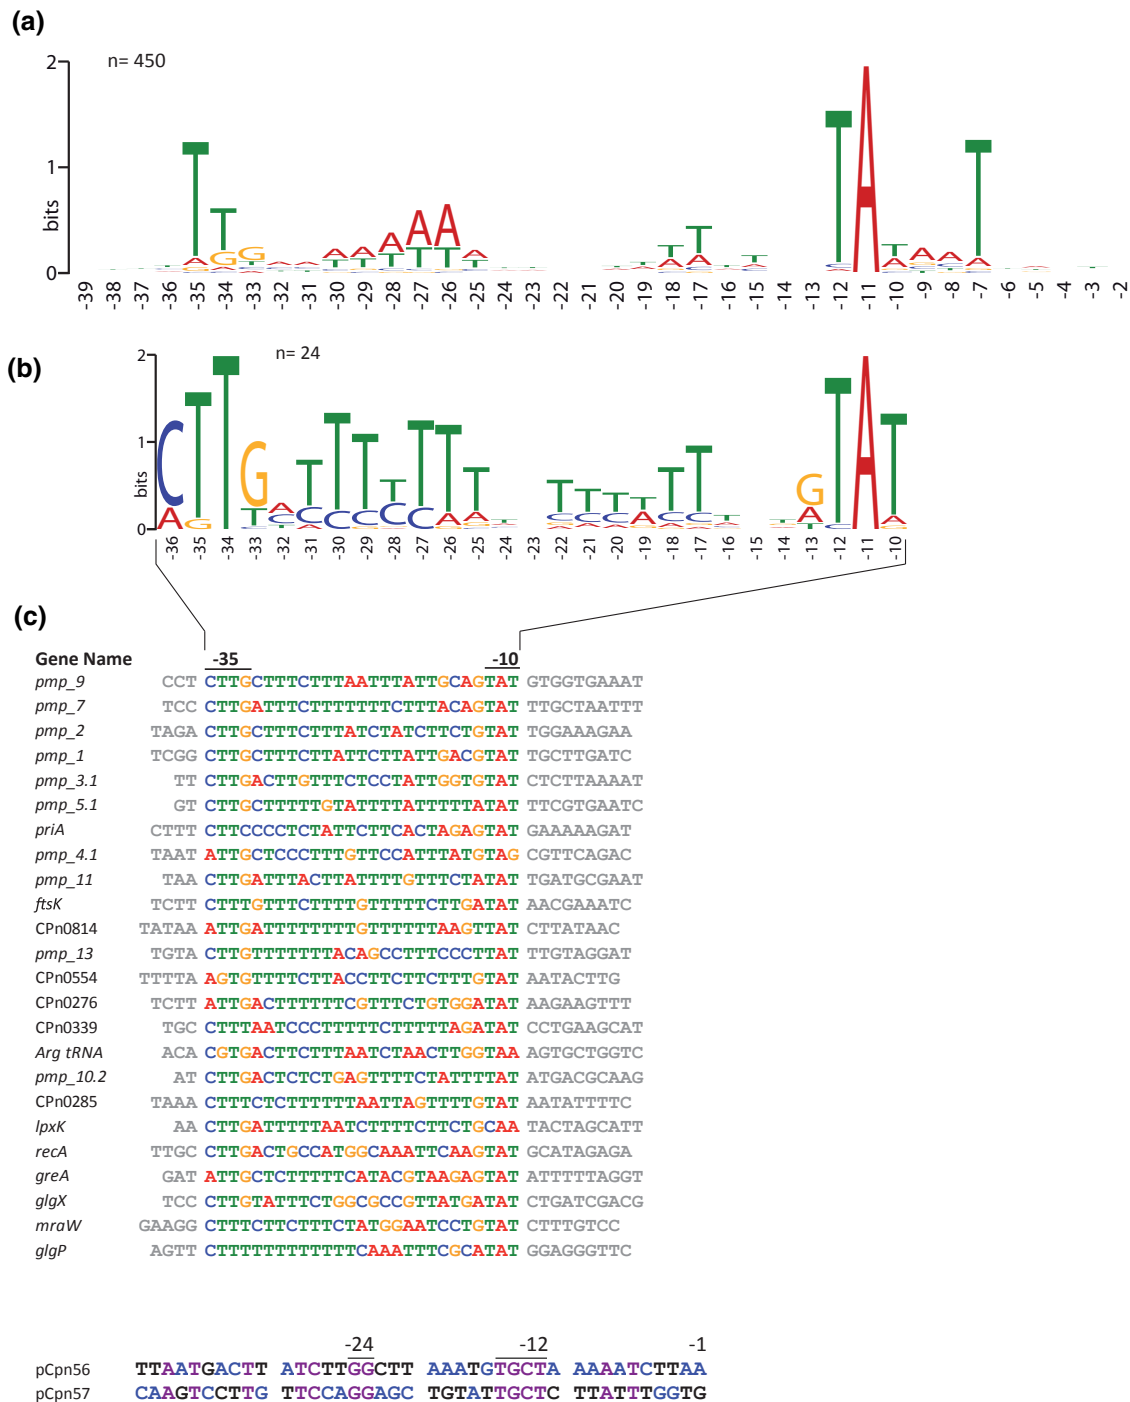 (a)
n= 450
2
1
0
bits
-39 -38 -37 -36 -35 -34 -33 -32 -31 -30 -29 -28 -27 -26 -25 -24 -23 -22 -21 -20 -19 -18 -17 -16 -15 -14 -13 -12 -11 -10 -9 -8 -7 -6 -5 -4 -3 -2
(b)
n= 24
2
1
0
bits
-36 -35 -34 -33 -32 -31 -30 -29 -28 -27 -26 -25 -24 -23 -22 -21 -20 -19 -18 -17 -16 -15 -14 -13 -12 -11 -10
(c)
Gene Name -35 -10
pmp_9 CCT CTTGCTTTCTTTAATTTATTGCAGTAT GTGGTGAAAT
pmp_7 TCC CTTGATTTCTTTTTTTCTTTACAGTAT TTGCTAATTT
pmp_2 TAGA CTTGCTTTCTTTATCTATCTTCTGTAT TGGAAAGAA
pmp_1 TCGG CTTGCTTTCTTATTCTTATTGACGTAT TGCTTGATC
pmp_3.1 TT CTTGACTTGTTTCTCCTATTGGTGTAT CTCTTAAAAT
pmp_5.1 GT CTTGCTTTTTGTATTTTATTTTTATAT TTCGTGAATC
priA CTTT CTTCCCCTCTATTCTTCACTAGAGTAT GAAAAAGAT
pmp_4.1 TAAT ATTGCTCCCTTTGTTCCATTTATGTAG CGTTCAGAC
pmp_11 TAA CTTGATTTACTTATTTTGTTTCTATAT TGATGCGAAT
ftsK TCTT CTTTGTTTCTTTTGTTTTTCTTGATAT AACGAAATC
CPn0814 TATAA ATTGATTTTTTTTGTTTTTTAAGTTAT CTTATAAC
pmp_13 TGTA CTTGTTTTTTTACAGCCTTTCCCTTAT TTGTAGGAT
CPn0554 TTTTA AGTGTTTTCTTACCTTCTTCTTTGTAT AATACTTG
CPn0276 TCTT ATTGACTTTTTTCGTTTCTGTGGATAT AAGAAGTTT
CPn0339 TGC CTTTAATCCCTTTTTCTTTTTAGATAT CCTGAAGCAT
Arg tRNA ACA CGTGACTTCTTTAATCTAACTTGGTAA AGTGCTGGTC
pmp_10.2 AT CTTGACTCTCTGAGTTTTCTATTTTAT ATGACGCAAG
CPn0285 TAAA CTTTCTCTTTTTTAATTAGTTTTGTAT AATATTTTC
lpxK AA CTTGATTTTTAATCTTTTCTTCTGCAA TACTAGCATT
recA TTGC CTTGACTGCCATGGCAAATTCAAGTAT GCATAGAGA
greA GAT ATTGCTCTTTTTCATACGTAAGAGTAT ATTTTTAGGT
glgX TCC CTTGTATTTCTGGCGCCGTTATGATAT CTGATCGACG
mraW GAAGG CTTTCTTCTTTCTATGGAATCCTGTAT CTTTGTCC
glgP AGTT CTTTTTTTTTTTTCAAATTTCGCATAT GGAGGGTTC
-24 -12 -1
pCpn56 TTAATGACTT ATCTTGGCTT AAATGTGCTA AAAATCTTAA
pCpn57 CAAGTCCTTG TTCCAGGAGC TGTATTGCTC TTATTTGGTG